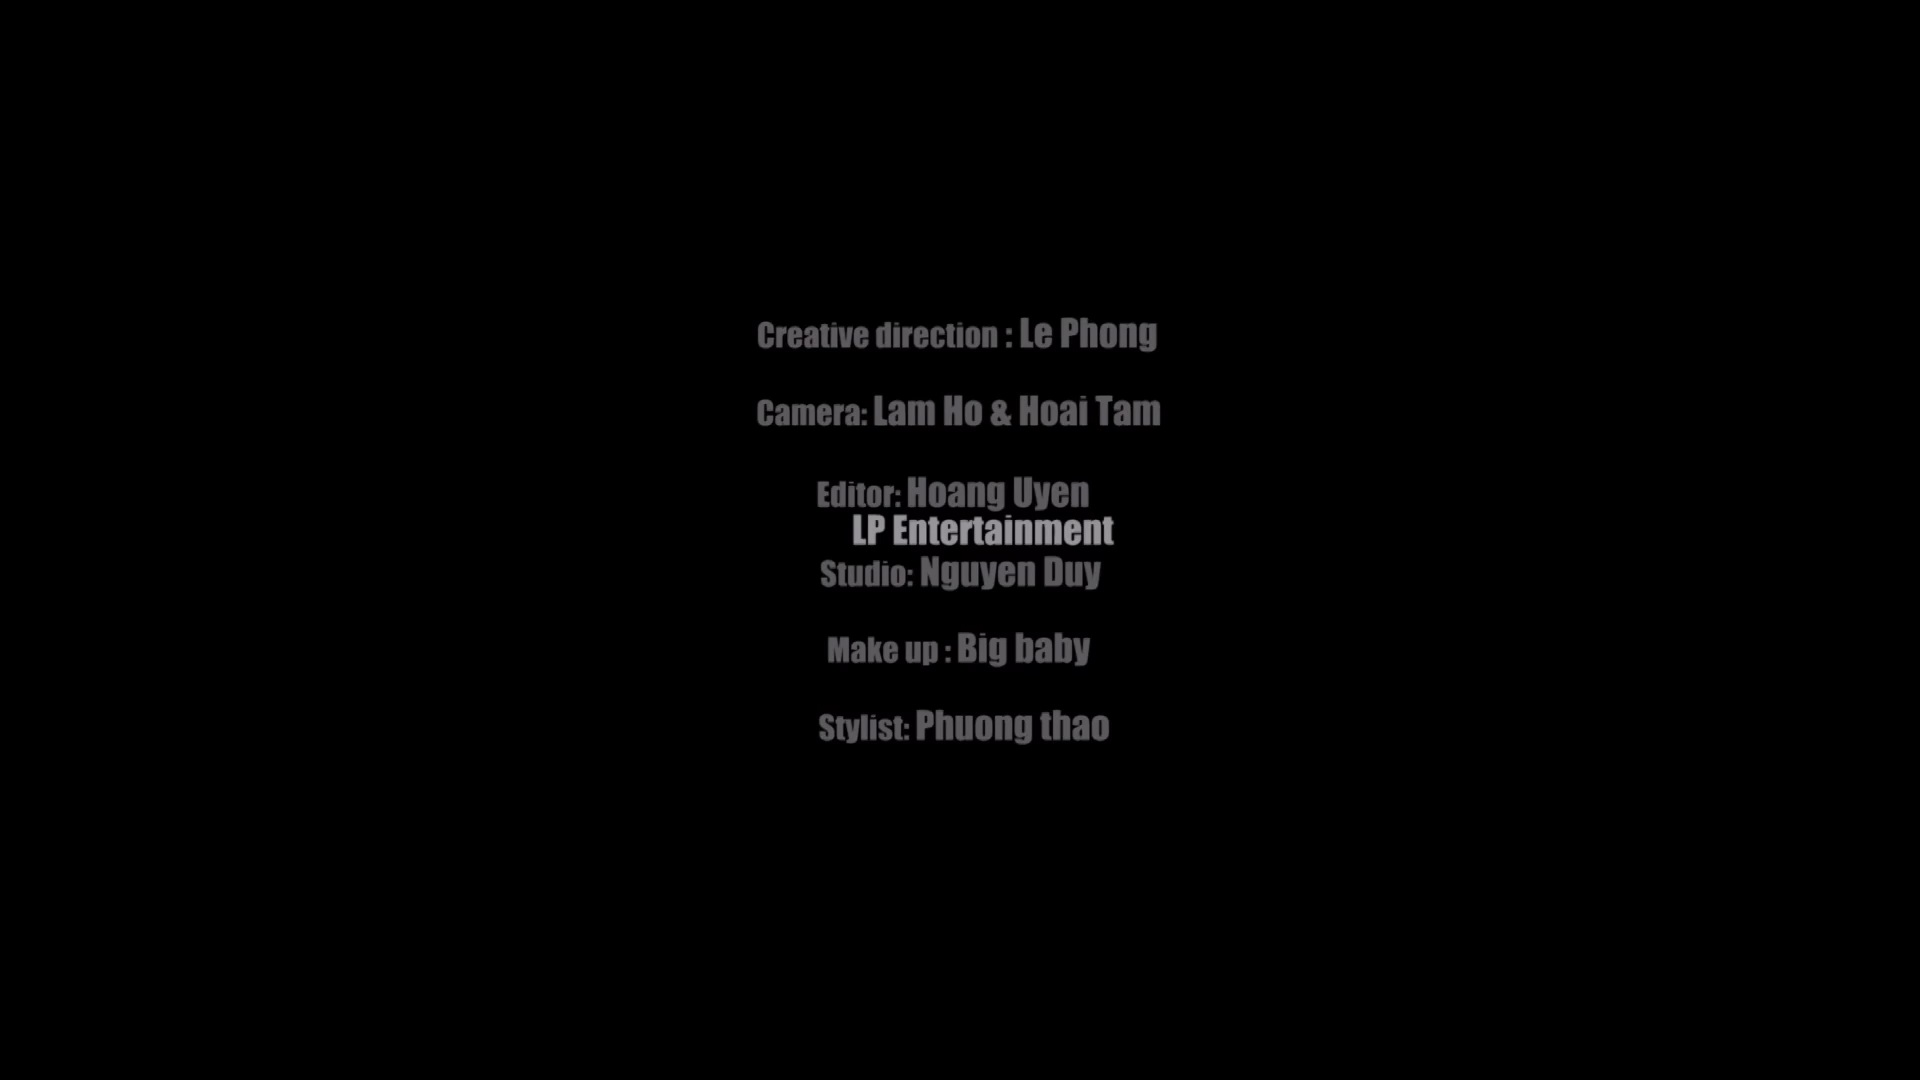 Creative direction : Le Phong
Camera: Lam Ho & Hoai Tam
Editor: Hoang Uyen
LP Entertainment
Studio: Nguyen Duy
Make up : Big baby
Stylist: Phuong thao